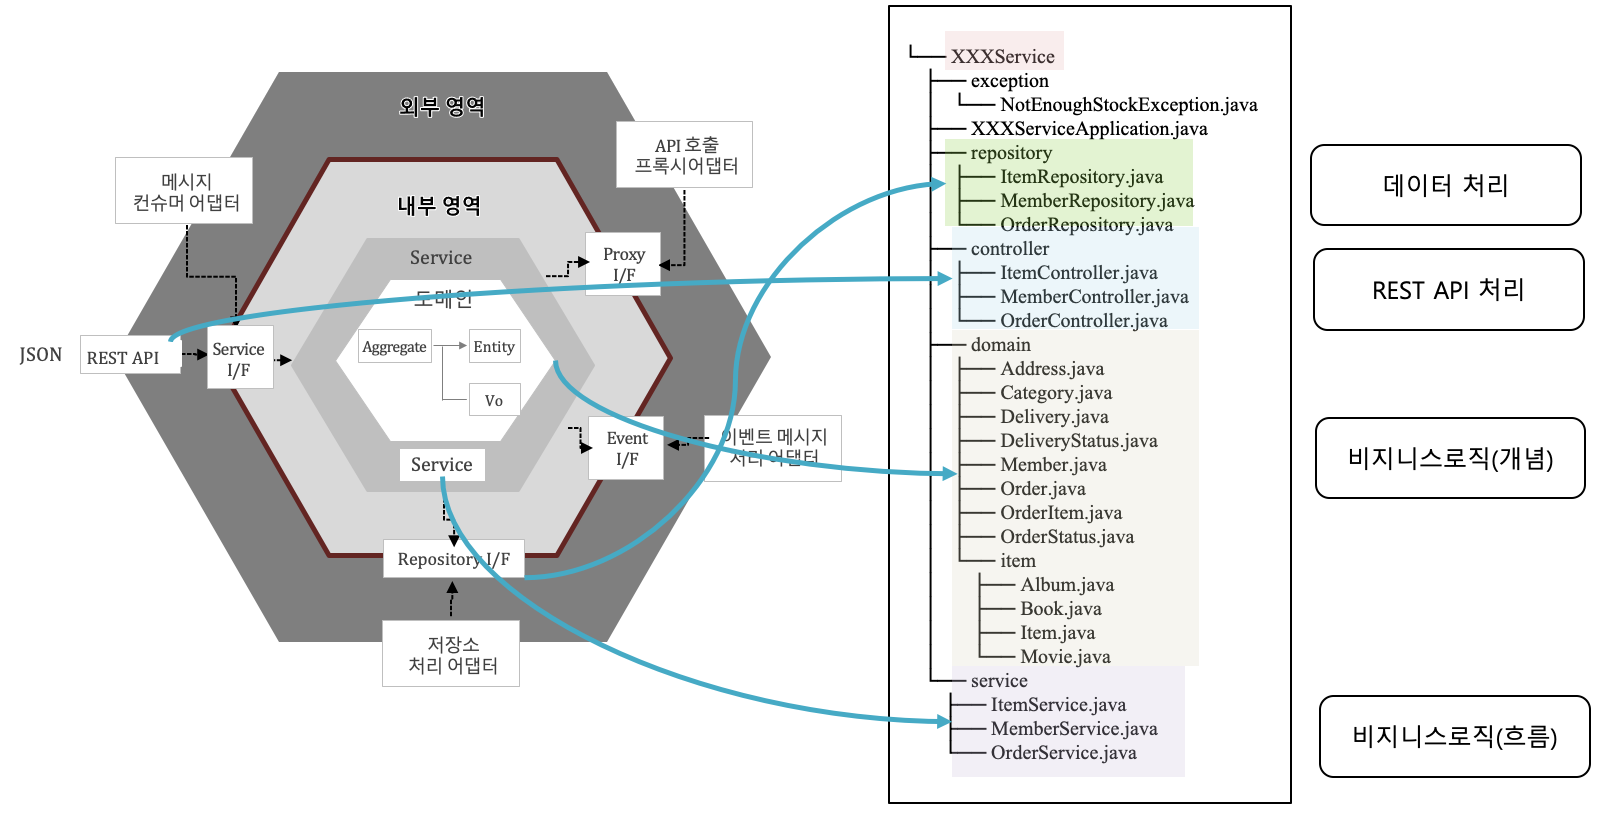 외부 영역
메시지
컨슈머 어댑터
API 호출
프록시어댑터
내부 영역
Service
Proxy
I/F
도메인
JSON
REST API
Service
I/F
Aggregate
Entity
Vo
Event
I/F
이벤트 메시지
처리 어댑터
Service
Repository I/F
저장소
처리 어댑터
XXXService
exception
NotEnoughStockException.java
XXXServiceApplication.java
repository
ItemRepository.java
MemberRepository.java
OrderRepository.java
controller
ItemController.java
MemberController.java
OrderController.java
domain
Address.java
Category.java
Delivery.java
DeliveryStatus.java
Member.java
Order.java
OrderItem.java
OrderStatus.java
item
Album.java
Book.java
Item.java
Movie.java
service
ItemService.java
MemberService.java
OrderService.java
데이터 처리
REST API 처리
비지니스로직(개념)
비지니스로직(흐름)